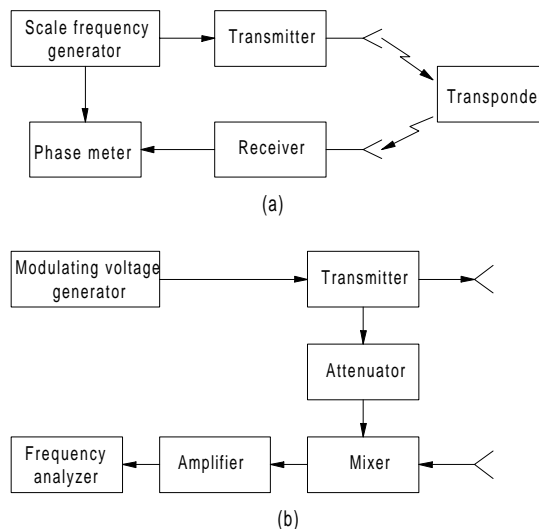 Scale frequency
generator
Transmitter
Transponde
Phase meter
Receiver
(a)
Modulating voltage
generator
Transmitter
Attenuator
Frequency
analyzer
Amplifier
Mixer
(b)